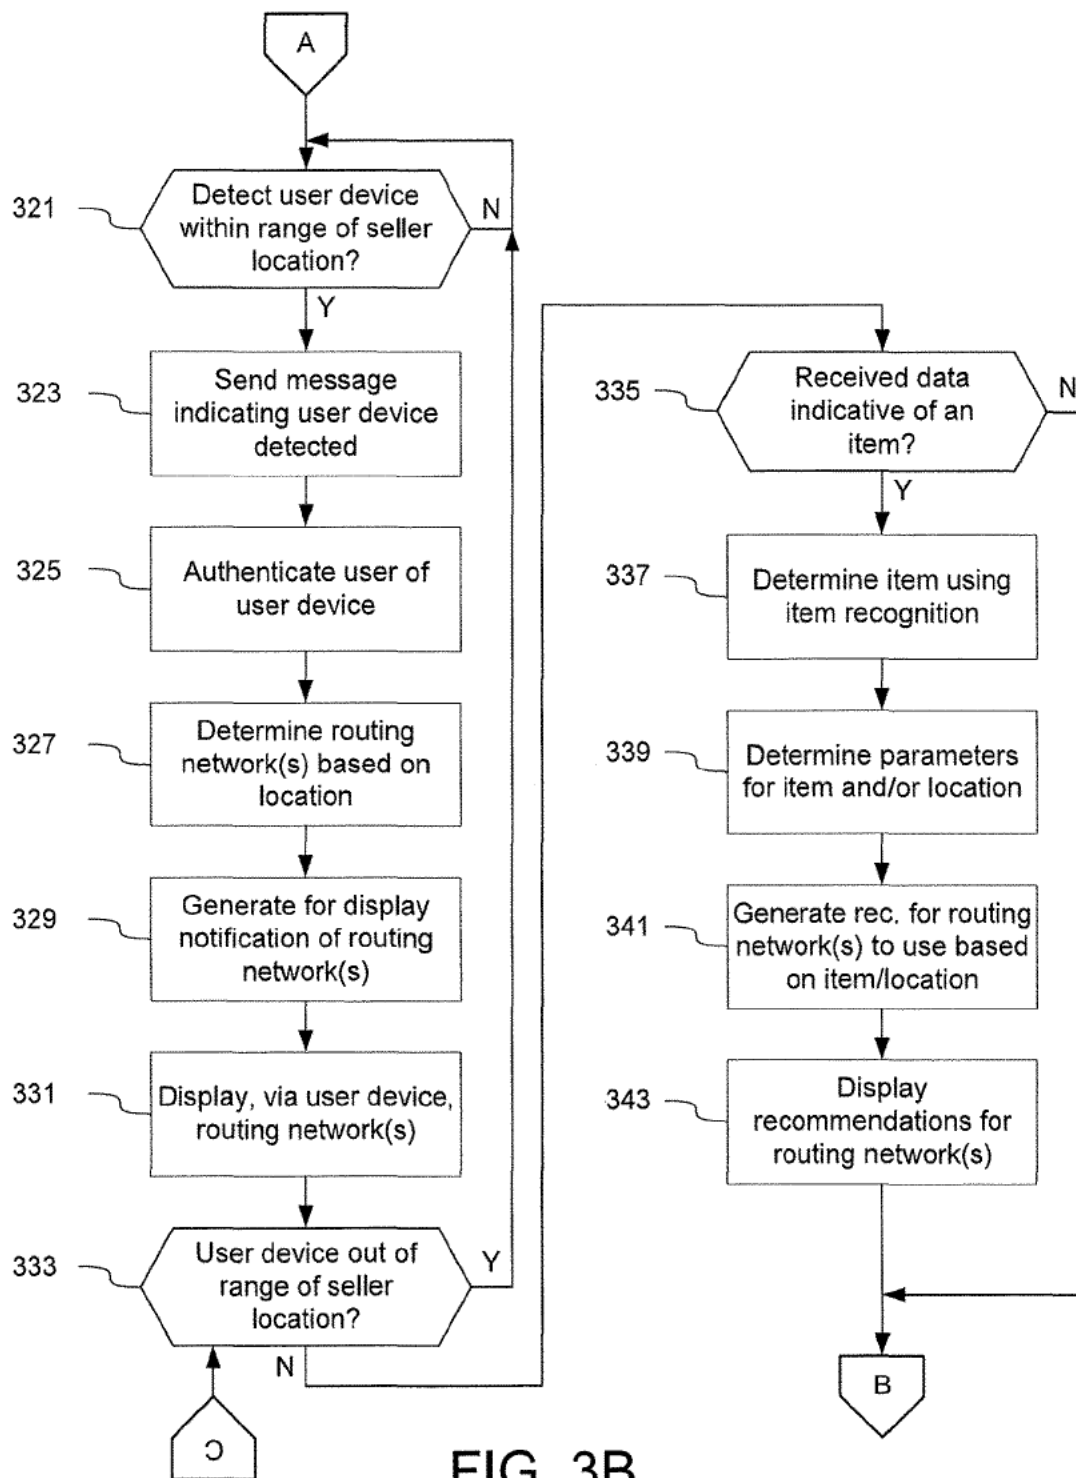 A
321
Detect user device
within range of seller
location?
N
Y
323
Send message
indicating user device
detected
325
Authenticate user of
user device
327
Determine routing
network(s) based on
location
329
Generate for display
notification of routing
network(s)
331
Display, via user device,
routing network(s)
333
User device out of
range of seller
location?
Y
N
C
335
Received data
indicative of an
item?
N
Y
337
Determine item using
item recognition
339
Determine parameters
for item and/or location
341
Generate rec. for routing
network(s) to use based
on item/location
343
Display
recommendations for
routing network(s)
B
FIG. 3B